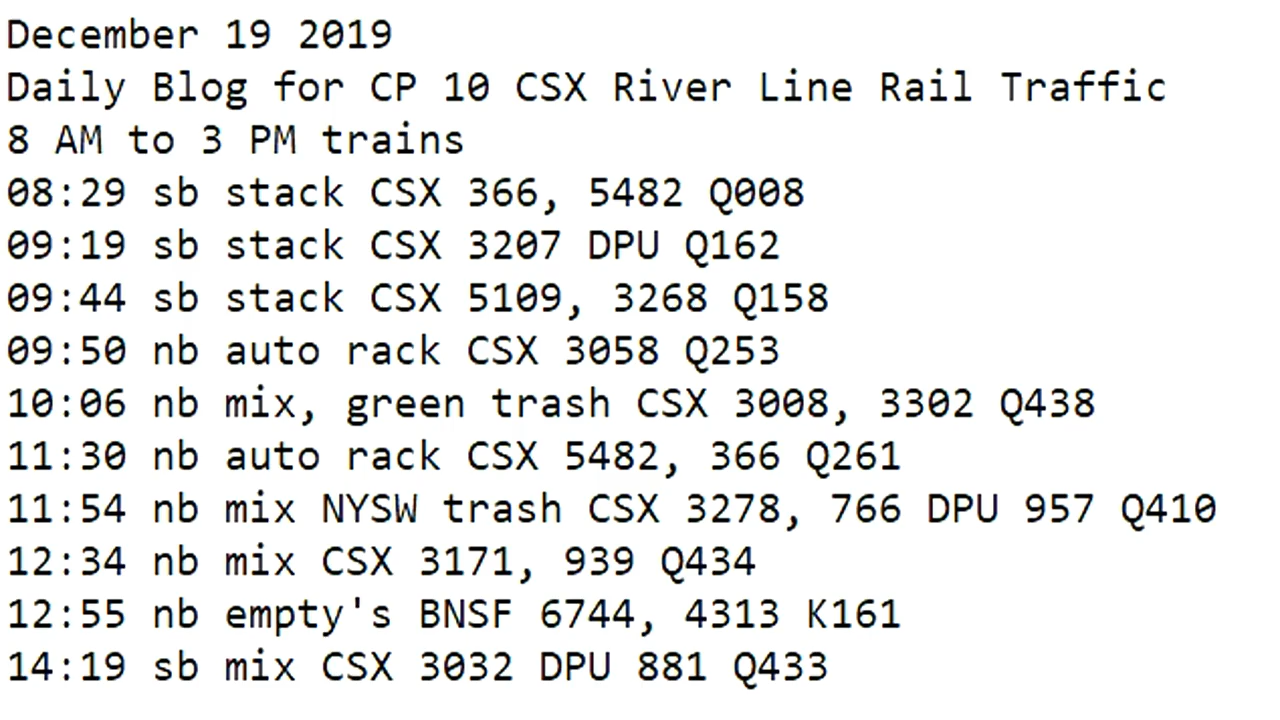 December 19 2019
Daily Blog for CP 10 CSX River Line Rail Traffic
8 AM to 3 PM trains
08:29 sb stack CSX 366, 5482 Q008
09:19 sb stack CSX 3207 DPU Q162
09:44 sb stack CSX 5109, 3268 Q158
09:50 nb auto rack CSX 3058 Q253
10:06 nb mix, green trash CSX 3008, 3302 Q438
11:30 nb auto rack CSX 5482, 366 Q261
11:54 nb mix NYSW trash CSX 3278, 766 DPU 957 Q410
12:34 nb mix CSX 3171, 939 Q434
12:55 nb empty's BNSF 6744, 4313 K161
14:19 sb mix CSX 3032 DPU 881 Q433